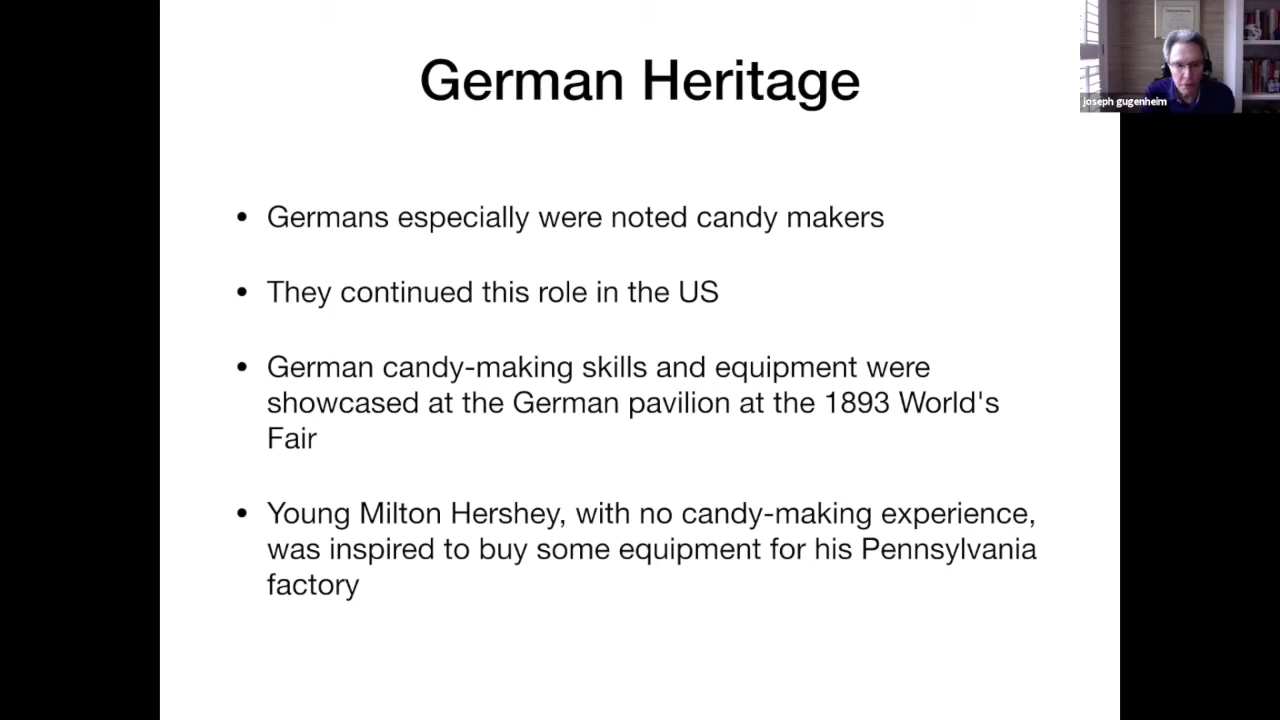 German Heritage
joseph gugenheim
• Germans especially were noted candy makers
• They continued this role in the US
• German candy-making skills and equipment were
showcased at the German pavilion at the 1893 World's
Fair
• Young Milton Hershey, with no candy-making experience,
was inspired to buy some equipment for his Pennsylvania
factory